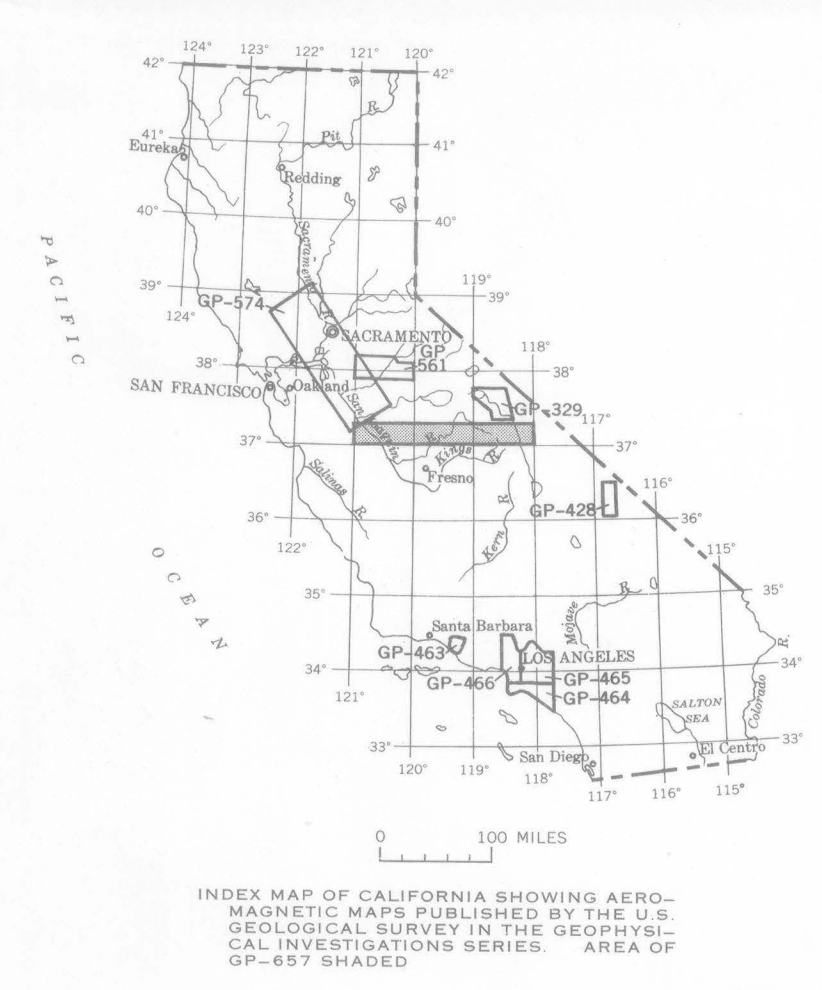 124° 123° 122° 121° 120°
42° 42°
R.
41° Pit 41°
Eureka
Redding
40° 40°
Sacramento
PACIFIC
119°
39° 39°
GP-574
124°
SACRAMENTO
118°
GP
561
38° 38°
SAN FRANCISCO Oakland
San Joaquin
GP-329
117°
R.
37° 37°
Kings R.
Fresno
Salinas R.
116°
R.
GP-428
36° 36°
122°
Kern
115°
OCEAN
35° 35°
R.
Mojave
Santa Barbara
R.
GP-463
LOS ANGELES
34° 34°
GP-466 GP-465
121°
GP-464
SALTON
SEA
Colorado
33° 33°
San Diego El Centro
120° 119° 118°
117° 116° 115°
0 100 MILES
INDEX MAP OF CALIFORNIA SHOWING AERO-
MAGNETIC MAPS PUBLISHED BY THE U.S.
GEOLOGICAL SURVEY IN THE GEOPHYSI-
CAL INVESTIGATIONS SERIES. AREA OF
GP-657 SHADED